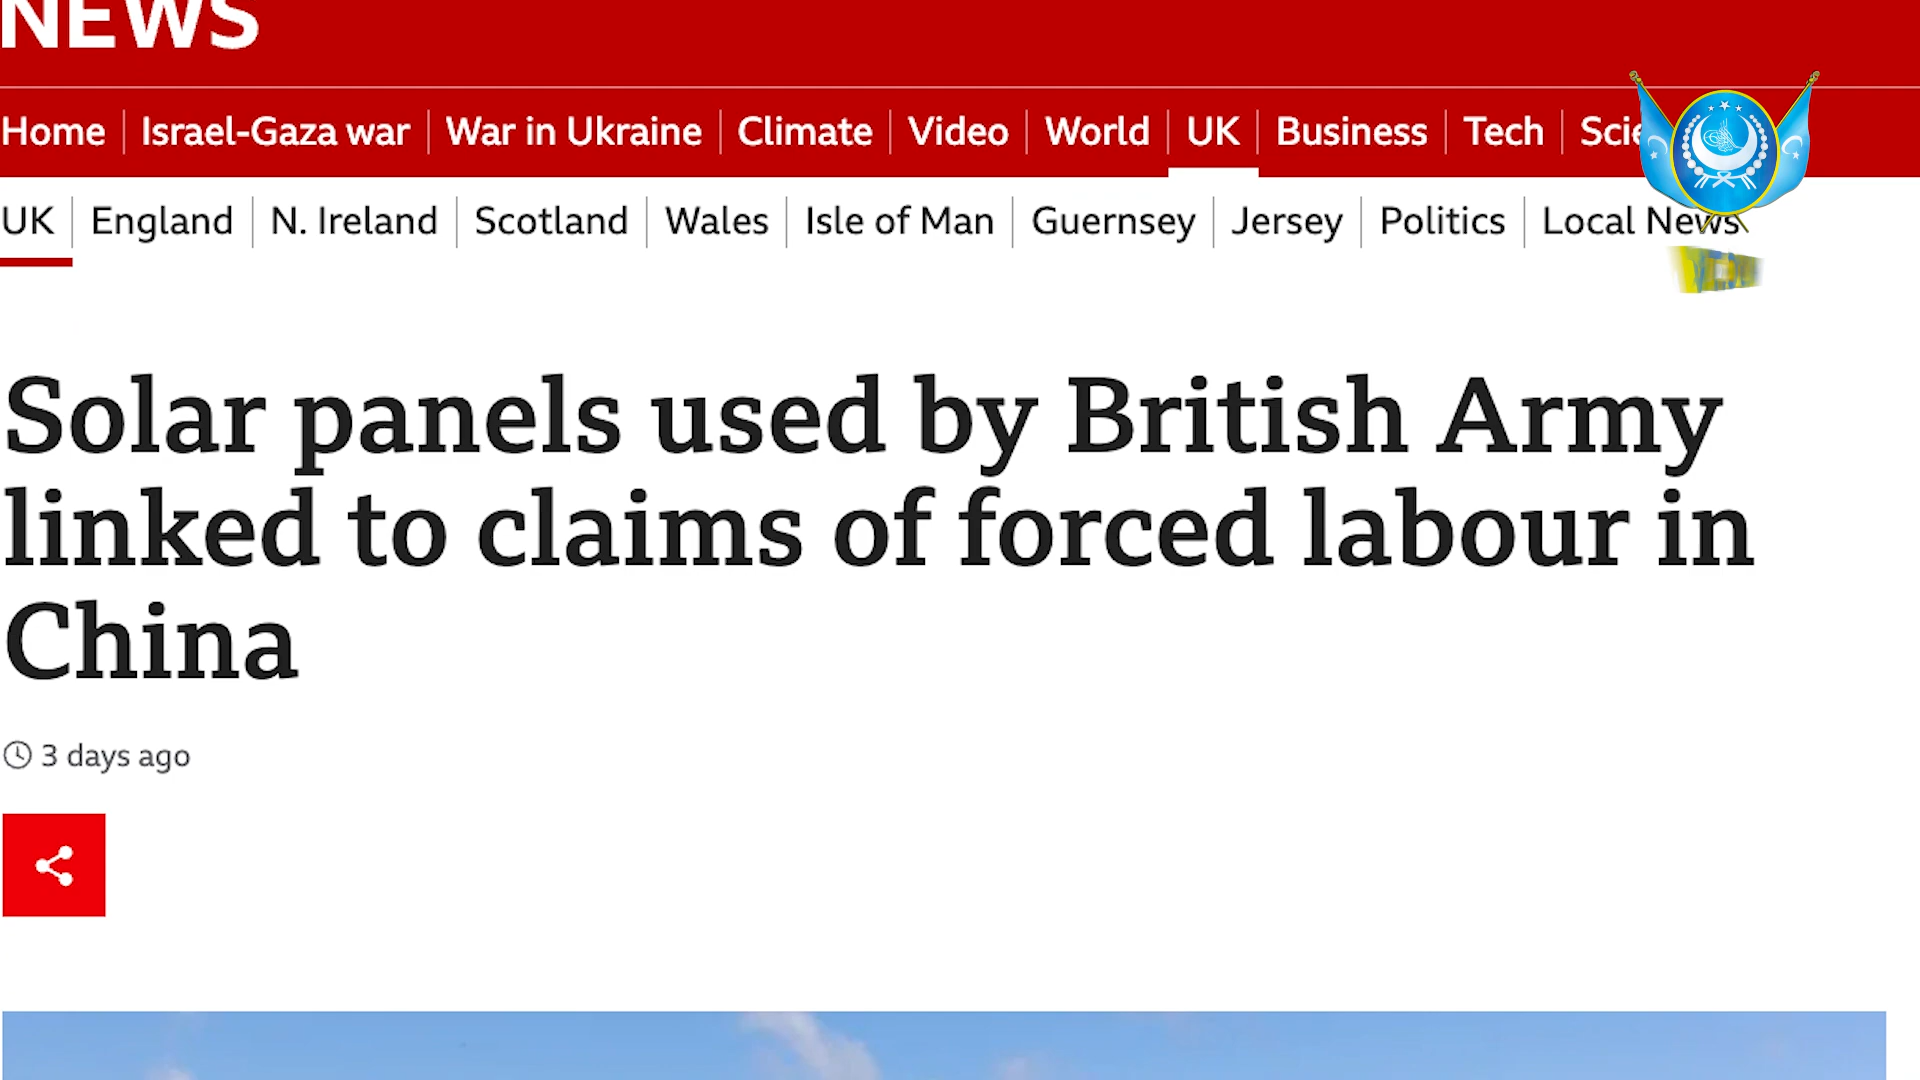 NEWS
Home Israel-Gaza war War in Ukraine Climate Video World UK Business Tech
UK England N. Ireland Scotland Wales Isle of Man Guernsey Jersey Politics Local News
Solar panels used by British Army
linked to claims of forced labour in
China
3 days ago